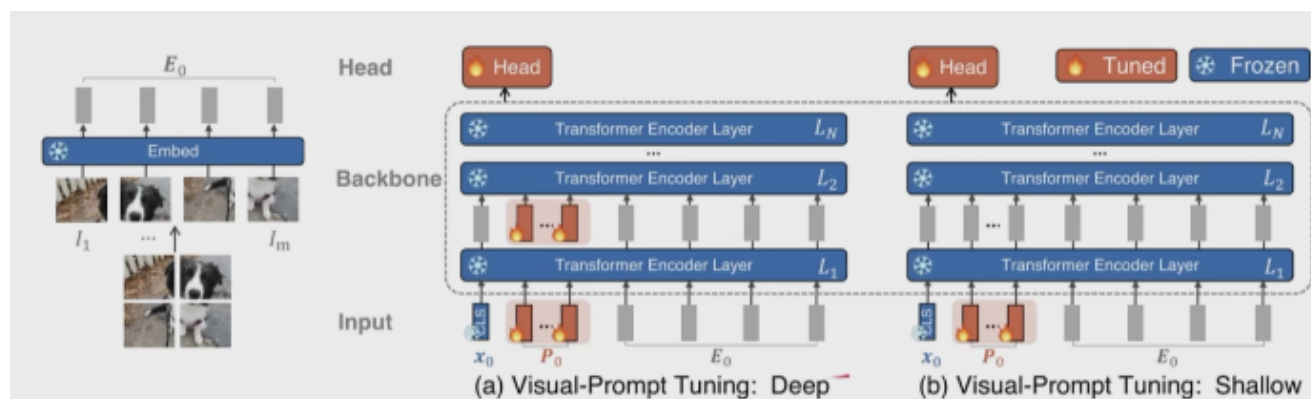 E₀
Embed
I₁ ... Iₘ
Head
Backbone
Input
Head
Transformer Encoder Layer L_N
...
Transformer Encoder Layer L₂
...
Transformer Encoder Layer L₁
CLS ...
x₀ P₀ E₀
(a) Visual-Prompt Tuning: Deep
Head
Tuned
Frozen
Transformer Encoder Layer L_N
...
Transformer Encoder Layer L₂
...
Transformer Encoder Layer L₁
CLS ...
x₀ P₀ E₀
(b) Visual-Prompt Tuning: Shallow